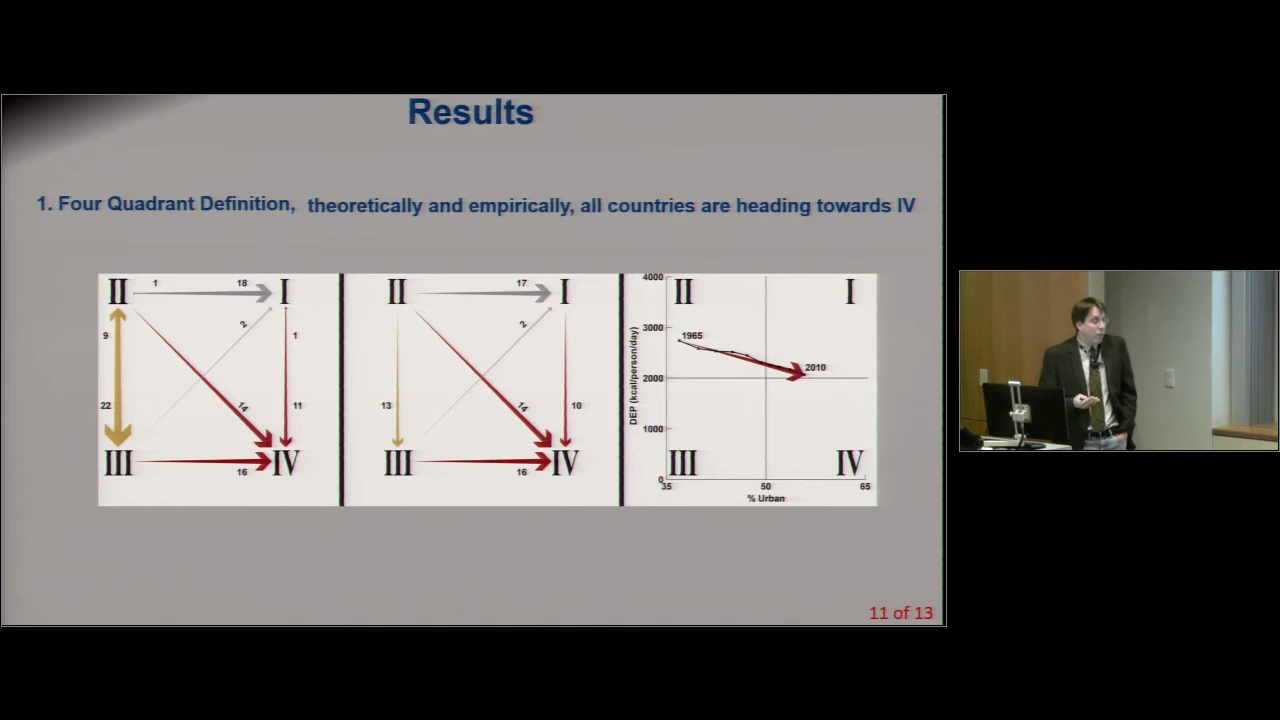 Results
1. Four Quadrant Definition, theoretically and empirically, all countries are heading towards IV
II 1 18 I
9 2 1
22 14 11
III 16 IV
II 17 I
2
13 14 10
III 16 IV
4000 II I
3000 1965
2010
2000
1000
III IV
0
35 50 65
% Urban
DEP (kcal/person/day)
11 of 13